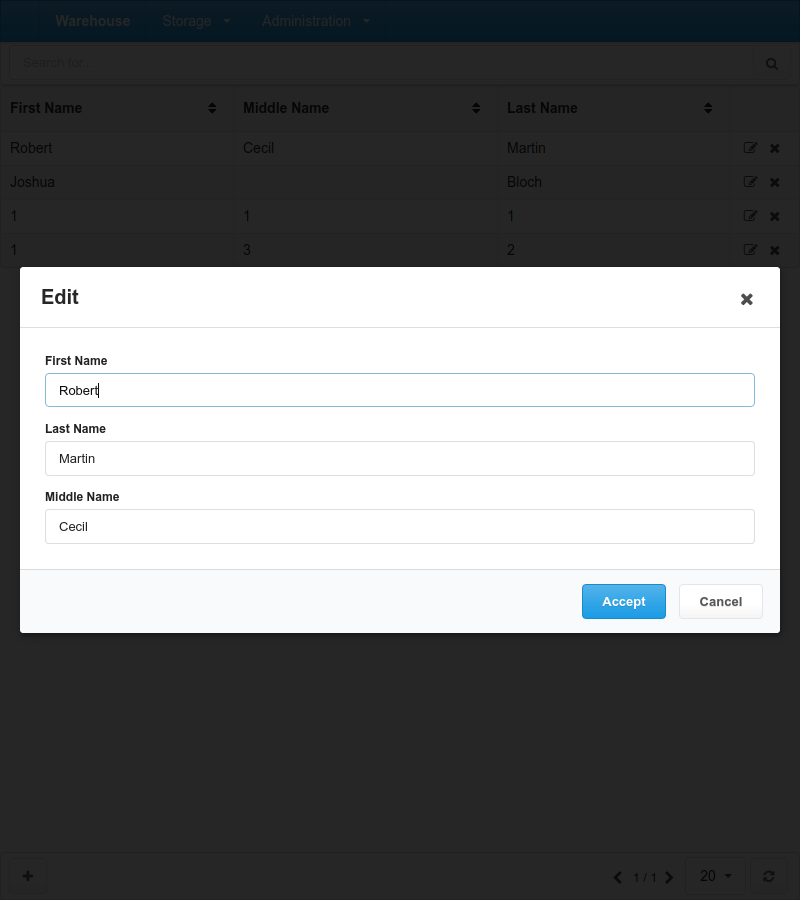 Warehouse Storage Administration
Search for...
First Name Middle Name Last Name
Robert Cecil Martin
Joshua Bloch
1 1 1
1 3 2
Edit
First Name
Robert
Last Name
Martin
Middle Name
Cecil
Accept Cancel
1 / 1 20